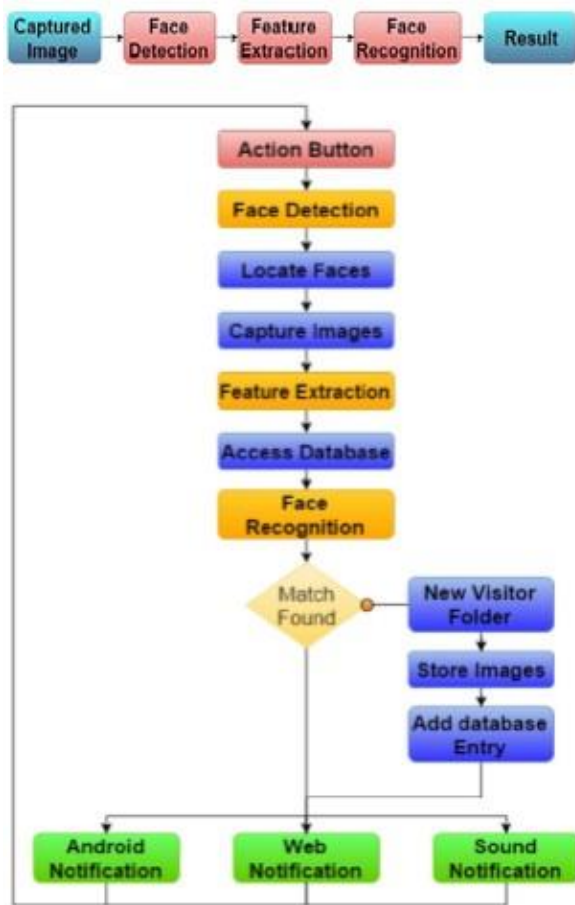 Captured
Image
Face
Detection
Feature
Extraction
Face
Recognition
Result
Action Button
Face Detection
Locate Faces
Capture Images
Feature Extraction
Access Database
Face
Recognition
Match
Found
New Visitor
Folder
Store Images
Add database
Entry
Android
Notification
Web
Notification
Sound
Notification